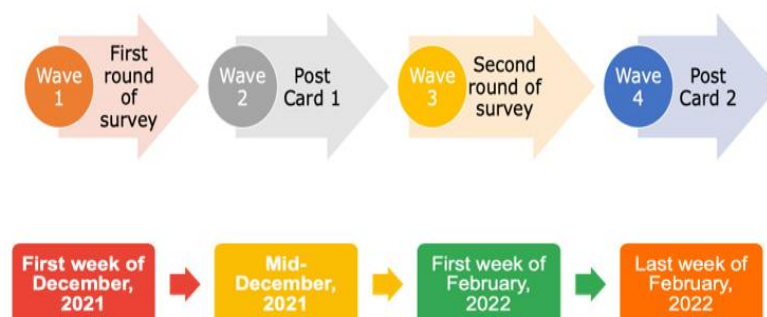 Wave
1
First
round
of
survey
Wave
2
Post
Card 1
Wave
3
Second
round of
survey
Wave
4
Post
Card 2
First week of
December,
2021
Mid-
December,
2021
First week of
February,
2022
Last week of
February,
2022